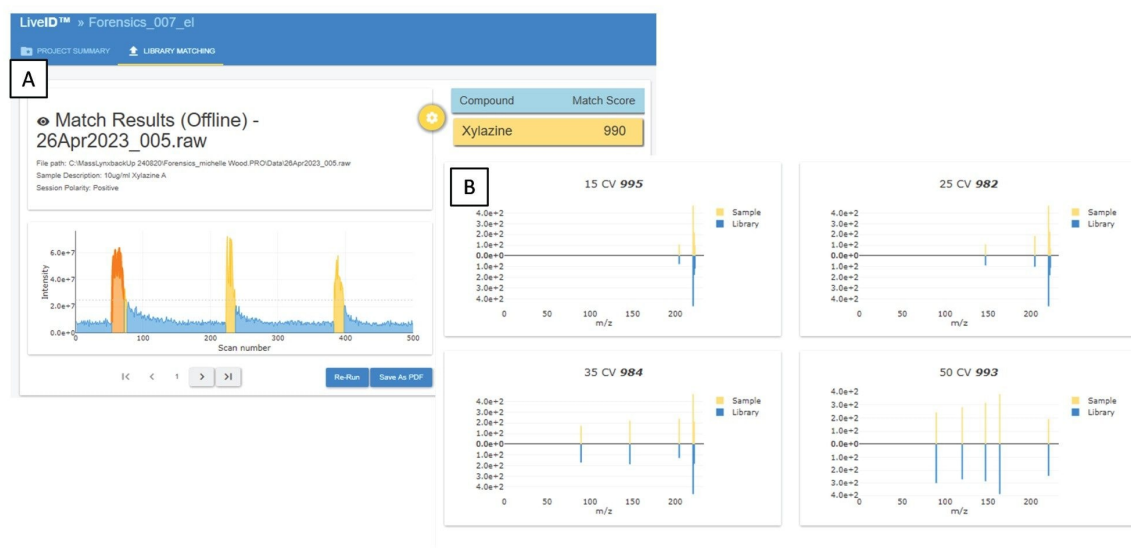 LiveID™ » Forensics_007_el
PROJECT SUMMARY LIBRARY MATCHING
A
Match Results (Offline) -
26Apr2023_005.raw
File path: C:\MassLynxbackUp 240820\Forensics_michelle Wood.PRO\Data\26Apr2023_005.raw
Sample Description: 10ug/ml Xylazine A
Session Polarity: Positive
Compound Match Score
Xylazine 990
Intensity
6.0e+7
4.0e+7
2.0e+7
0.0e+0
0 100 200 300 400 500
Scan number
1
Re-Run Save As PDF
B
15 CV 995
4.0e+2
3.0e+2
2.0e+2
1.0e+2
0.0e+0
1.0e+2
2.0e+2
3.0e+2
4.0e+2
0 50 100 150 200
m/z
Sample
Library
25 CV 982
4.0e+2
3.0e+2
2.0e+2
1.0e+2
0.0e+0
1.0e+2
2.0e+2
3.0e+2
4.0e+2
0 50 100 150 200
m/z
Sample
Library
35 CV 984
4.0e+2
3.0e+2
2.0e+2
1.0e+2
0.0e+0
1.0e+2
2.0e+2
3.0e+2
4.0e+2
0 50 100 150 200
m/z
Sample
Library
50 CV 993
4.0e+2
3.0e+2
2.0e+2
1.0e+2
0.0e+0
1.0e+2
2.0e+2
3.0e+2
4.0e+2
0 50 100 150 200
m/z
Sample
Library